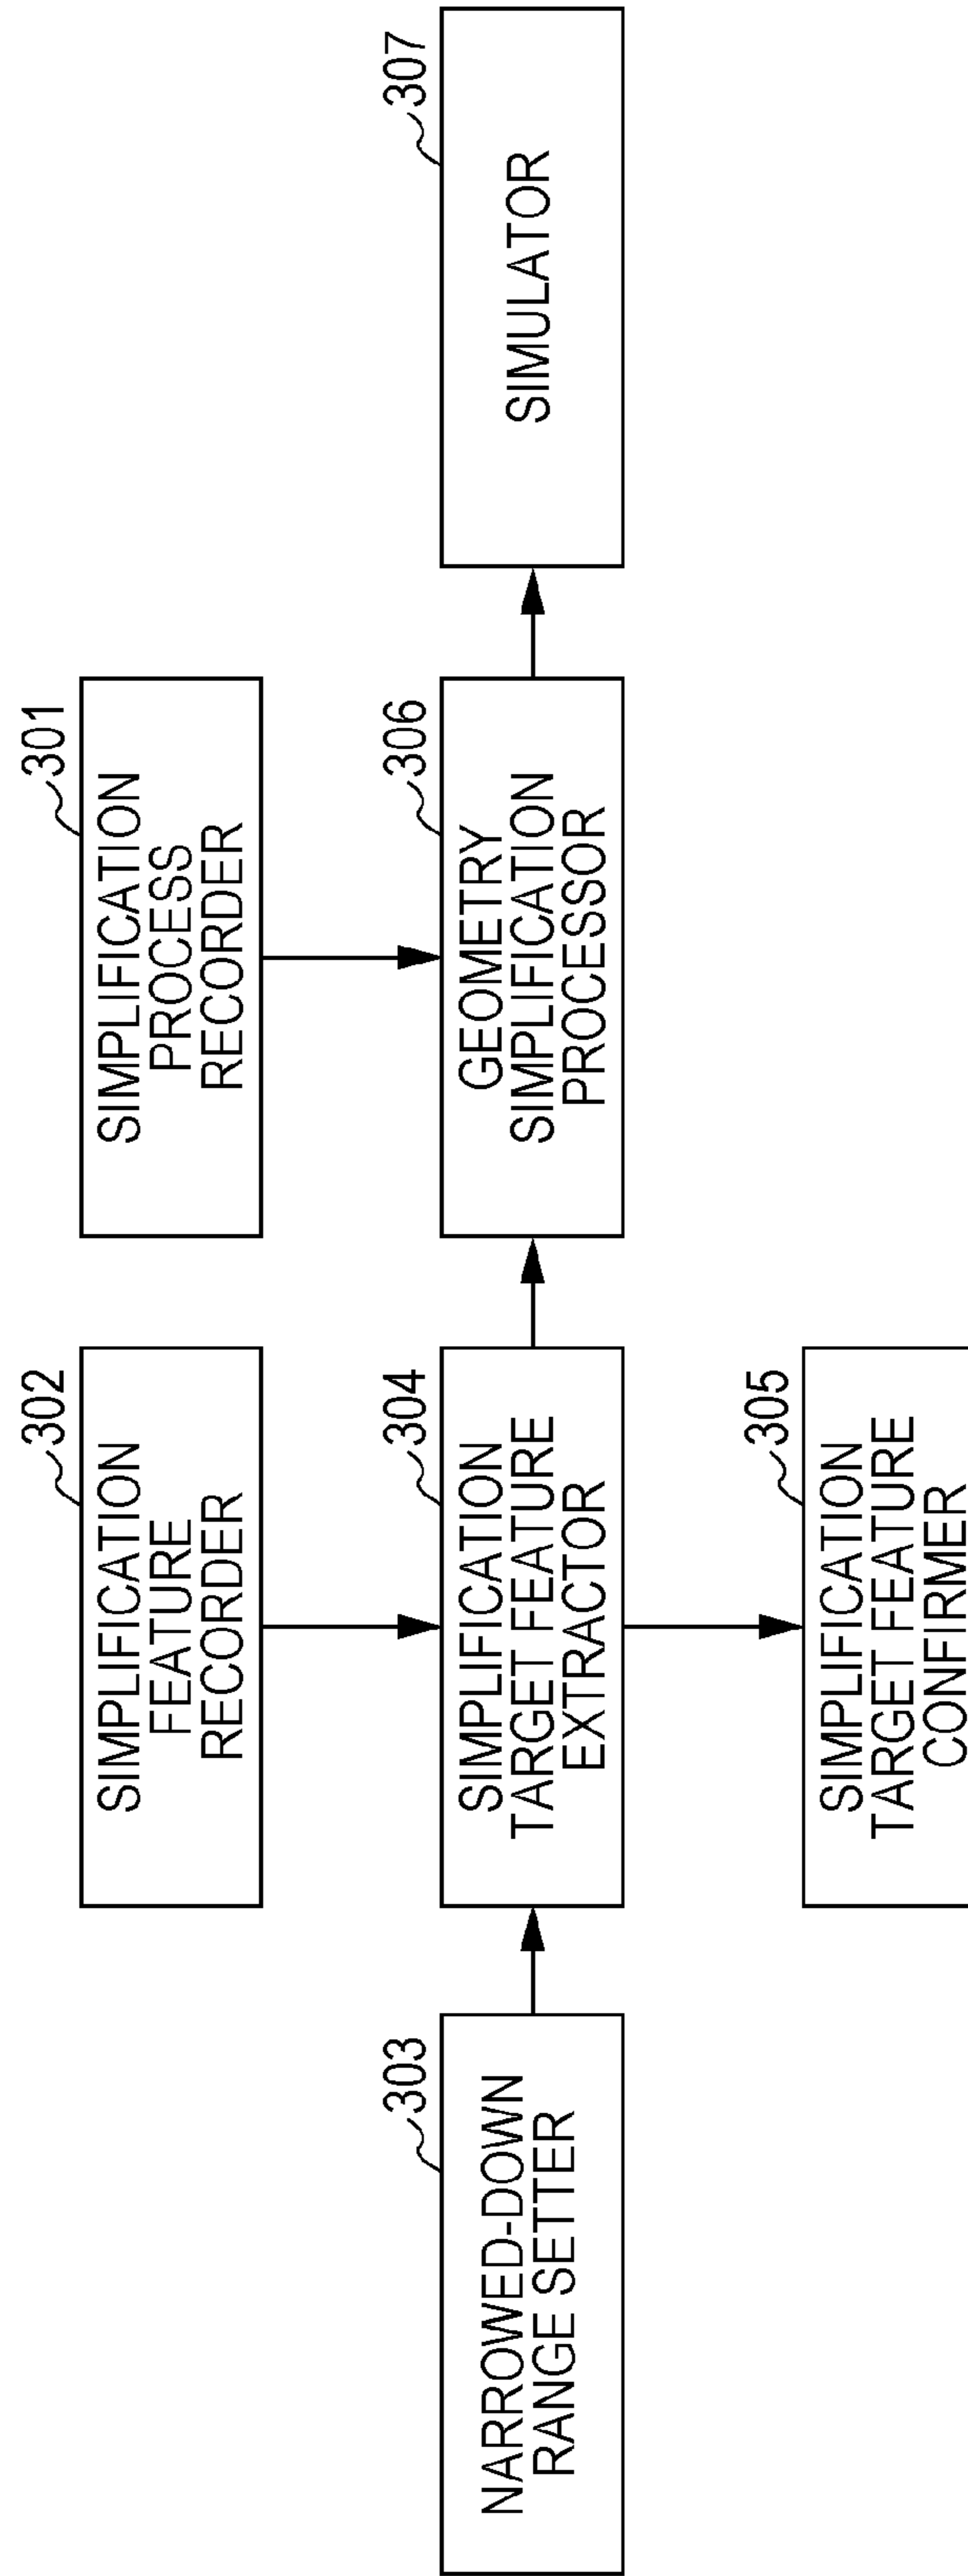 301
SIMPLIFICATION
PROCESS
RECORDER
302
SIMPLIFICATION
FEATURE
RECORDER
303
NARROWED-DOWN
RANGE SETTER
304
SIMPLIFICATION
TARGET FEATURE
EXTRACTOR
306
GEOMETRY
SIMPLIFICATION
PROCESSOR
307
SIMULATOR
305
SIMPLIFICATION
TARGET FEATURE
CONFIRMER